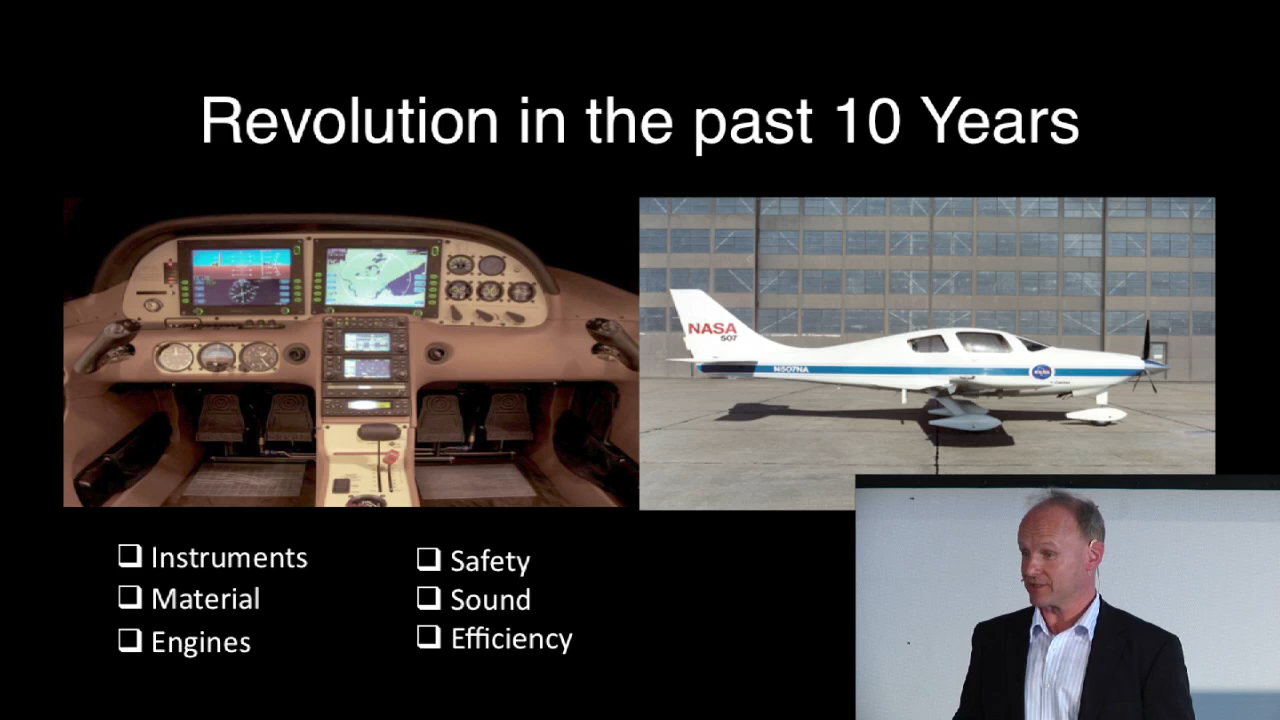 Revolution in the past 10 Years
NASA
507
N507NA
Instruments
Material
Engines
Safety
Sound
Efficiency